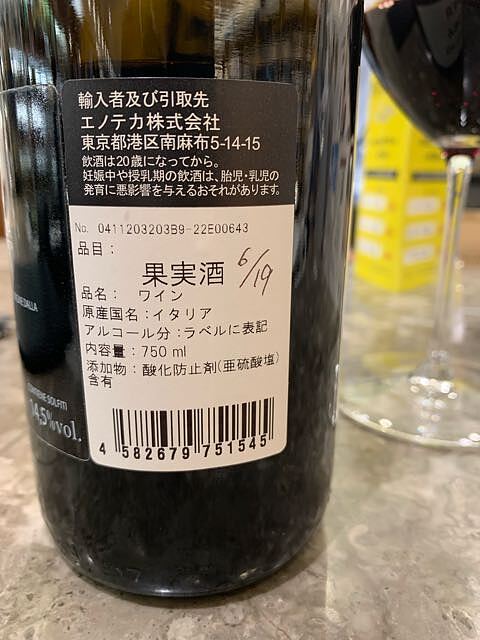 輸入者及び引取先
エノテカ株式会社
東京都港区南麻布5-14-15
飲酒は20歳になってから。
妊娠中や授乳期の飲酒は、胎児・乳児の
発育に悪影響を与えるおそれがあります。
No. 0411203203B9-22E00643
品目：
果実酒 6/19
品名： ワイン
原産国名：イタリア
アルコール分：ラベルに表記
内容量：750 ml
添加物：酸化防止剤(亜硫酸塩)
含有
4 582679 751545
SOLFITI
14,5%vol.